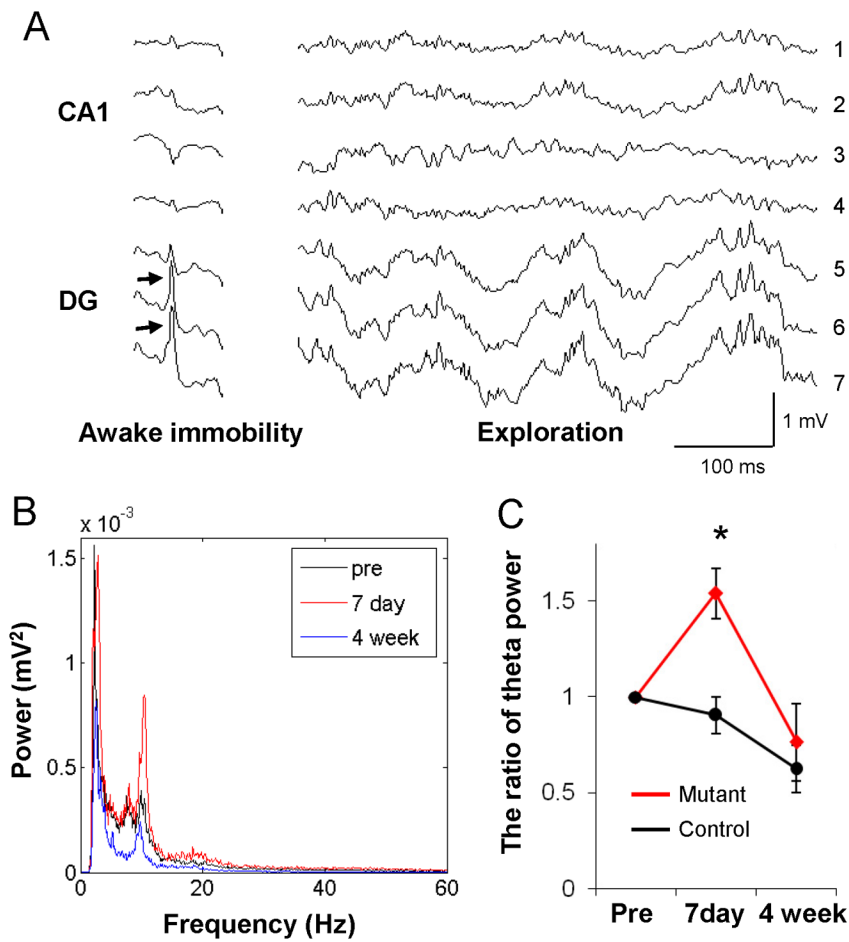 A
CA1
DG
1
2
3
4
5
6
7
Awake immobility
Exploration
1 mV
100 ms
B
x 10-3
Power (mV²)
1.5
1
0.5
0
0
20
40
60
Frequency (Hz)
pre
7 day
4 week
C
*
The ratio of theta power
1.5
1
0.5
0
Mutant
Control
Pre
7day
4 week